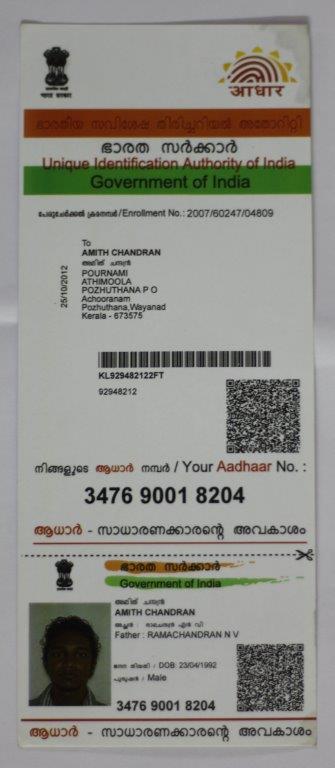 भारत सरकार
आधार
ഭാരതീയ സവിശേഷ തിരിച്ചറിയൽ അതോറിറ്റി
ഭാരത സർക്കാർ
Unique Identification Authority of India
Government of India
പേരുചേർക്കൽ ക്രമനമ്പർ/Enrollment No.: 2007/60247/04809
To
AMITH CHANDRAN
അമിത് ചന്ദ്രൻ
POURNAMI
ATHIMOOLA
POZHUTHANA P O
Achooranam
Pozhuthana,Wayanad
Kerala - 673575
25/10/2012
KL929482122FT
92948212
നിങ്ങളുടെ ആധാർ നമ്പർ / Your Aadhaar No. :
3476 9001 8204
ആധാർ - സാധാരണക്കാരന്റെ അവകാശം
ഭാരത സർക്കാർ
Government of India
അമിത് ചന്ദ്രൻ
AMITH CHANDRAN
അച്ഛൻ : രാമചന്ദ്രൻ എൻ വി
Father : RAMACHANDRAN N V
ജനന തിയതി / DOB: 23/04/1992
പുരുഷൻ / Male
3476 9001 8204
ആധാർ - സാധാരണക്കാരന്റെ അവകാശം